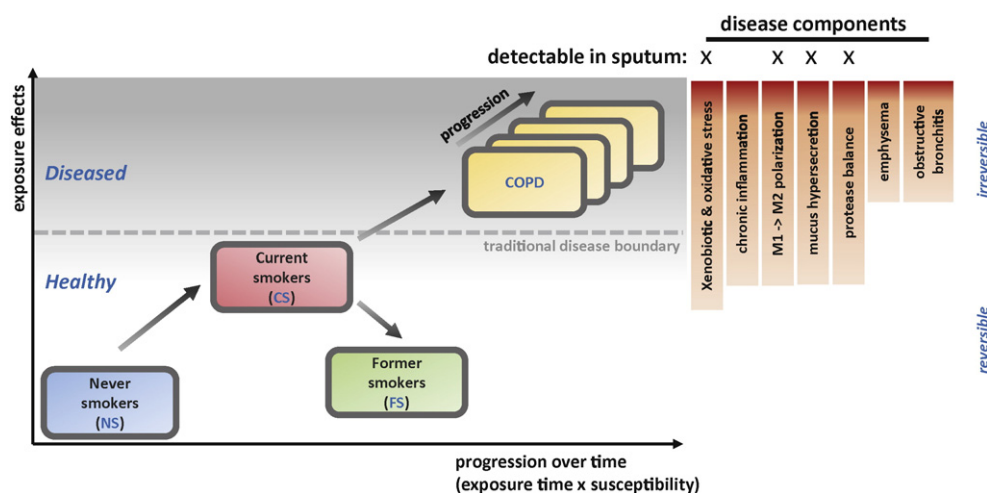 disease components
detectable in sputum: X X X X
exposure effects
Diseased
Healthy
progression
COPD
traditional disease boundary
Current
smokers
(CS)
Never
smokers
(NS)
Former
smokers
(FS)
Xenobiotic & oxidative stress
chronic inflammation
M1 -> M2 polarization
mucus hypersecretion
protease balance
emphysema
obstructive
bronchitis
irreversible
reversible
progression over time
(exposure time x susceptibility)